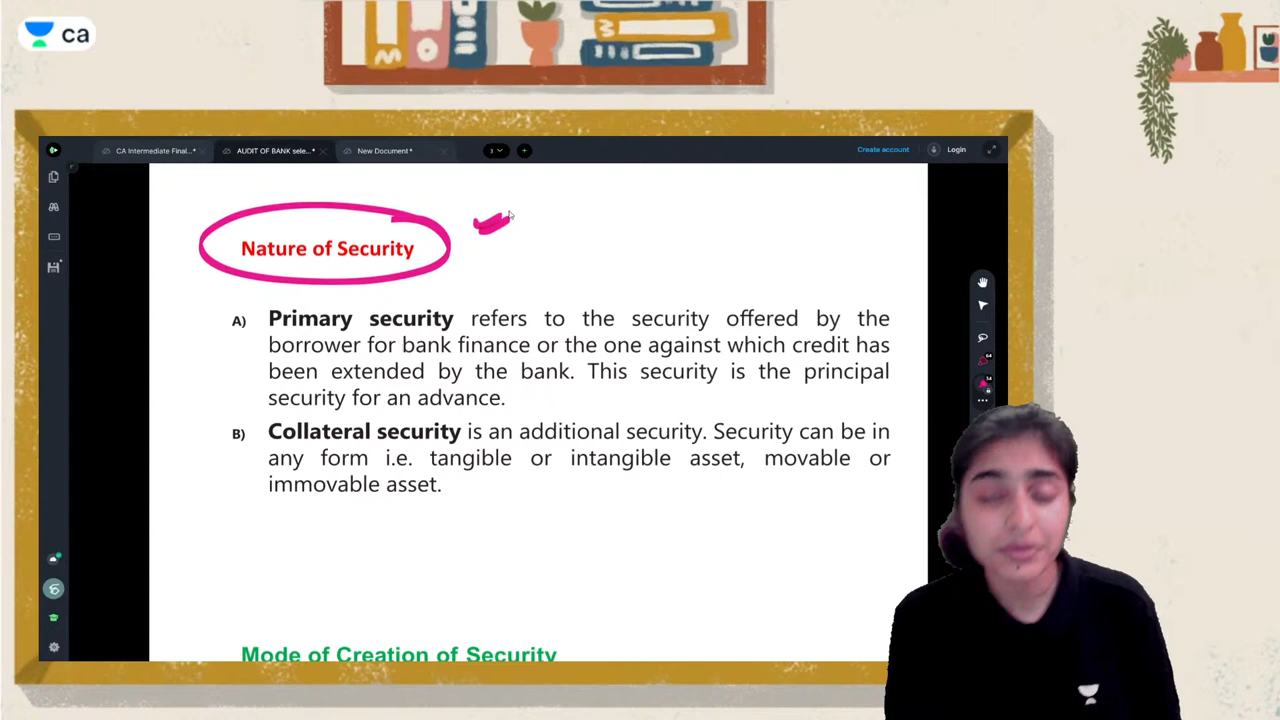 ca
CA Intermediate Final...*
AUDIT OF BANK sele...*
New Document*
Create account
Login
Nature of Security
A) Primary security refers to the security offered by the
borrower for bank finance or the one against which credit has
been extended by the bank. This security is the principal
security for an advance.
B) Collateral security is an additional security. Security can be in
any form i.e. tangible or intangible asset, movable or
immovable asset.
Mode of Creation of Security